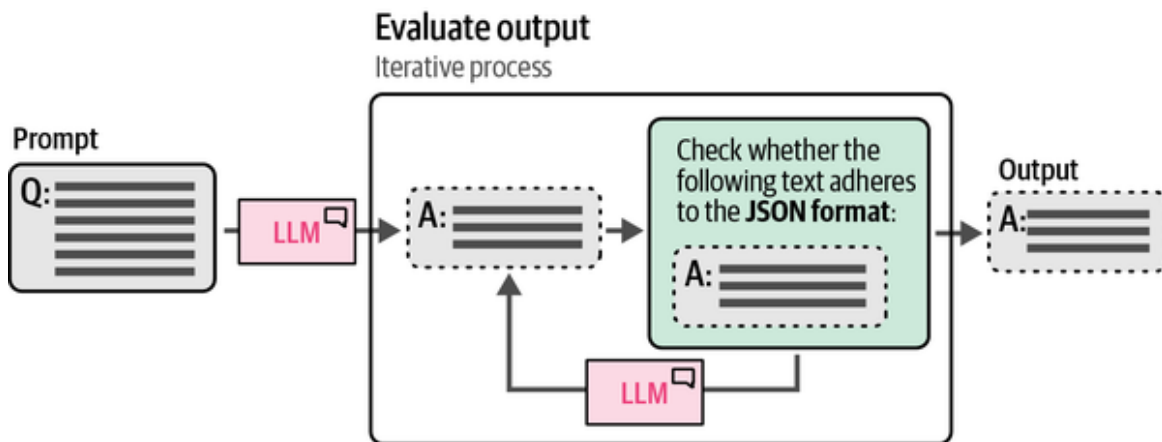 Evaluate output
Iterative process
Prompt
Q:
LLM
A:
Check whether the
following text adheres
to the JSON format:
A:
LLM
Output
A: